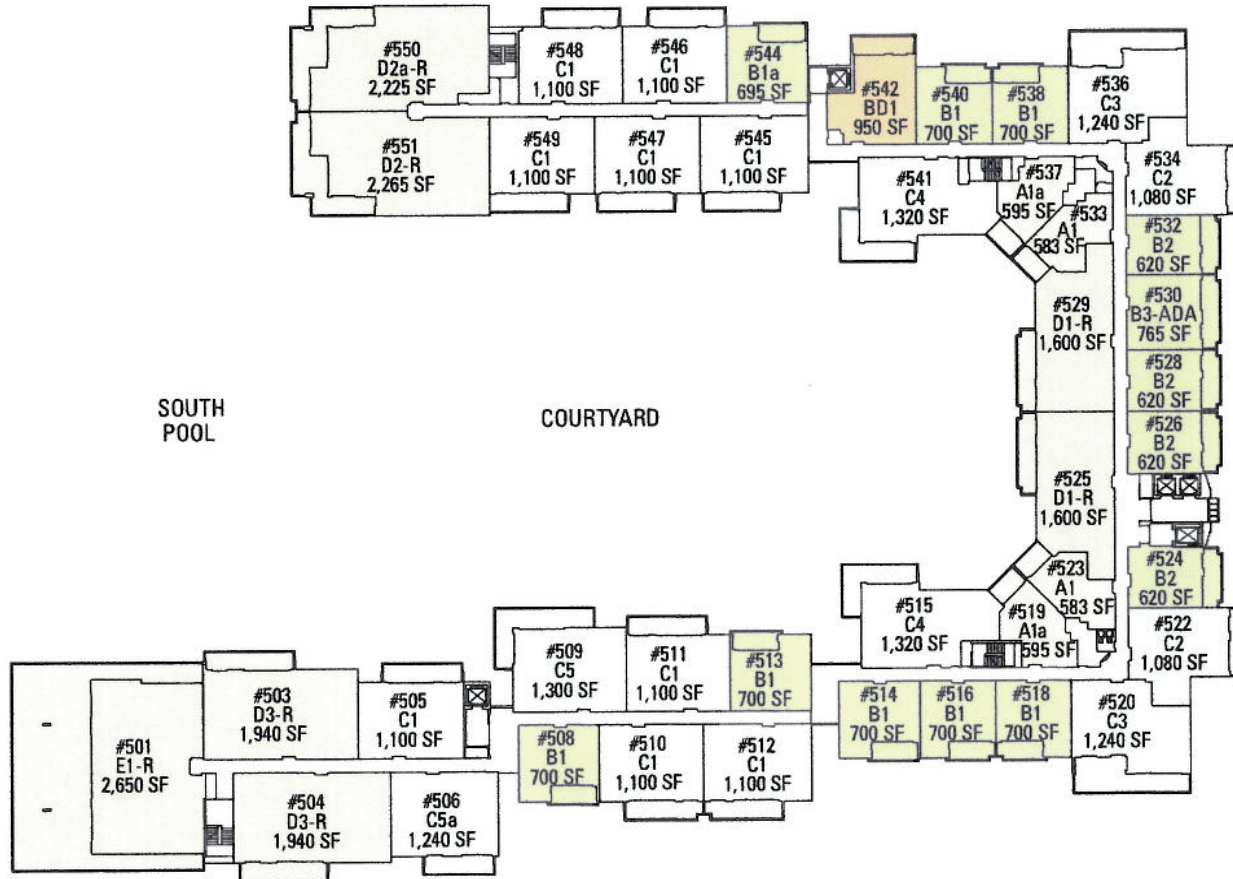 #550
D2a-R
2,225 SF
#548
C1
1,100 SF
#546
C1
1,100 SF
#544
B1a
695 SF
#542
BD1
950 SF
#540
B1
700 SF
#538
B1
700 SF
#536
C3
1,240 SF
#551
D2-R
2,265 SF
#549
C1
1,100 SF
#547
C1
1,100 SF
#545
C1
1,100 SF
#541
C4
1,320 SF
#537
A1a
595 SF
#533
A1
583 SF
#534
C2
1,080 SF
#532
B2
620 SF
#530
B3-ADA
765 SF
#529
D1-R
1,600 SF
#528
B2
620 SF
#526
B2
620 SF
SOUTH
POOL
COURTYARD
#525
D1-R
1,600 SF
#524
B2
620 SF
#523
A1
583 SF
#515
C4
1,320 SF
#519
A1a
595 SF
#522
C2
1,080 SF
#509
C5
1,300 SF
#511
C1
1,100 SF
#513
B1
700 SF
#503
D3-R
1,940 SF
#505
C1
1,100 SF
#514
B1
700 SF
#516
B1
700 SF
#518
B1
700 SF
#520
C3
1,240 SF
#501
E1-R
2,650 SF
#508
B1
700 SF
#510
C1
1,100 SF
#512
C1
1,100 SF
#504
D3-R
1,940 SF
#506
C5a
1,240 SF